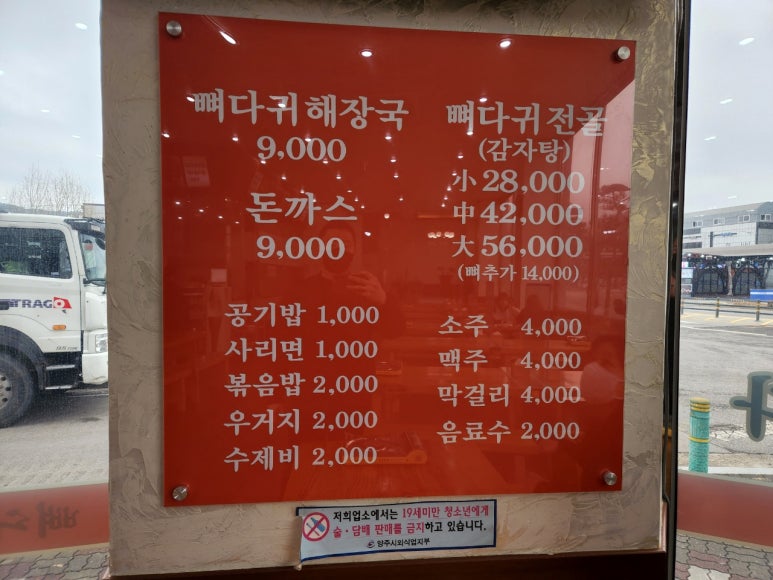 뼈다귀해장국
9,000
돈까스
9,000
공기밥 1,000
사리면 1,000
볶음밥 2,000
우거지 2,000
수제비 2,000
뼈다귀전골
(감자탕)
小 28,000
中 42,000
大 56,000
(뼈추가 14,000)
소주 4,000
맥주 4,000
막걸리 4,000
음료수 2,000
저희업소에서는 19세미만 청소년에게
술·담배 판매를 금지하고 있습니다.
양주시외식업지부
TRAGO